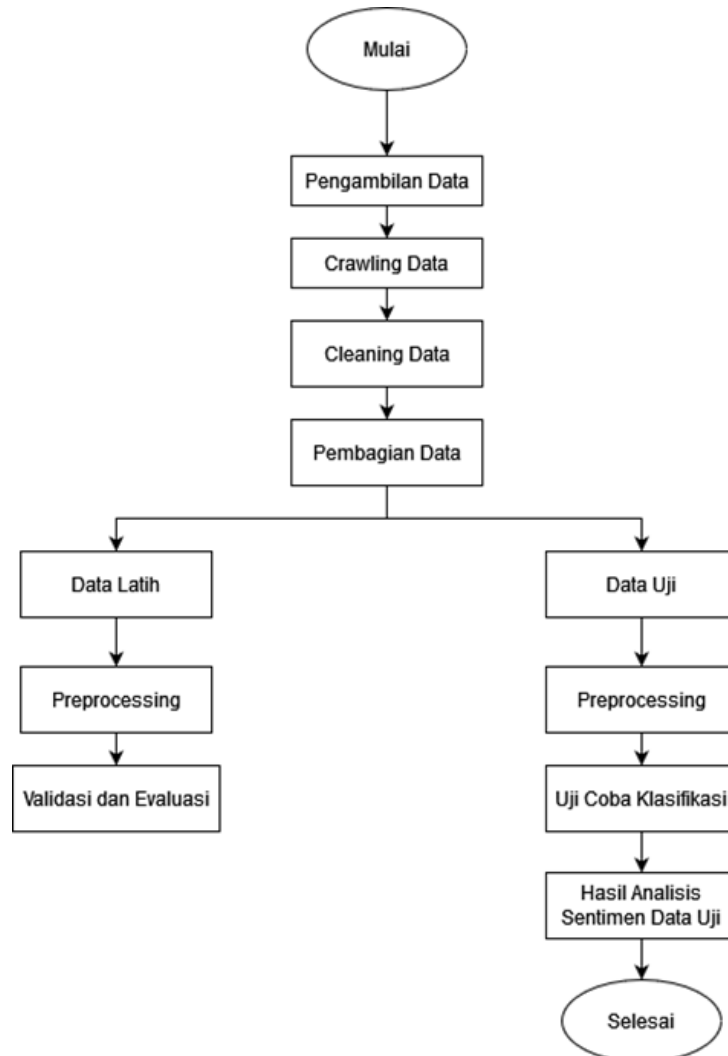 Mulai
Pengambilan Data
Crawling Data
Cleaning Data
Pembagian Data
Data Latih
Data Uji
Preprocessing
Preprocessing
Validasi dan Evaluasi
Uji Coba Klasifikasi
Hasil Analisis
Sentimen Data Uji
Selesai